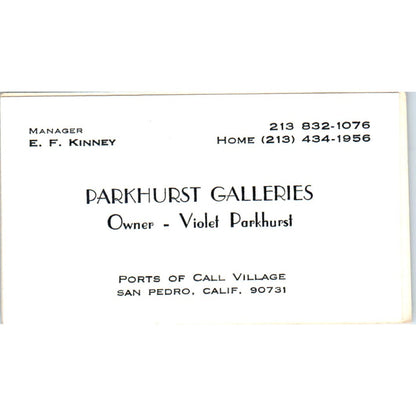 MANAGER
E. F. KINNEY
213 832-1076
HOME (213) 434-1956
PARKHURST GALLERIES
Owner - Violet Parkhurst
PORTS OF CALL VILLAGE
SAN PEDRO, CALIF. 90731